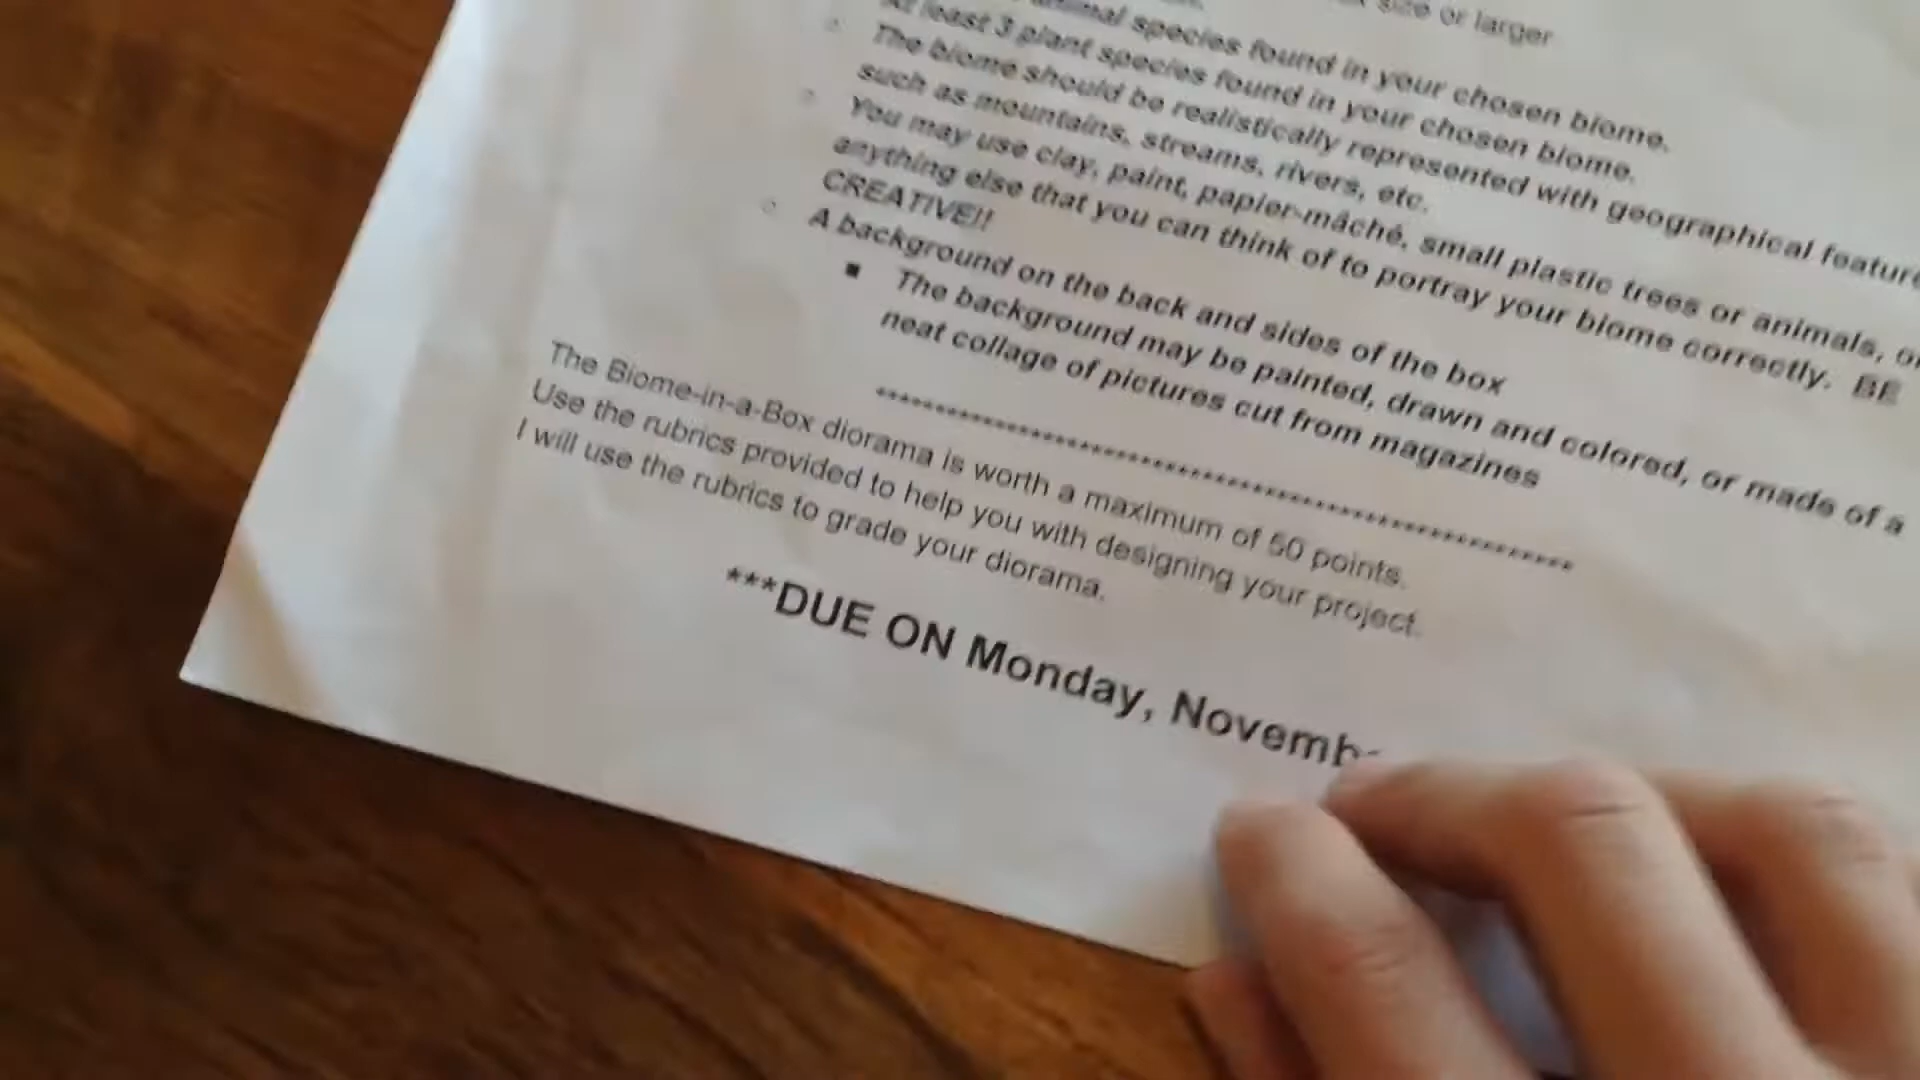 size or larger
animal species found in your chosen biome.
At least 3 plant species found in your chosen biome.
The biome should be realistically represented with geographical feature
such as mountains, streams, rivers, etc.
You may use clay, paint, papier-mâché, small plastic trees or animals, or
anything else that you can think of to portray your biome correctly. BE
CREATIVE!!
A background on the back and sides of the box
The background may be painted, drawn and colored, or made of a
neat collage of pictures cut from magazines
The Biome-in-a-Box diorama is worth a maximum of 50 points.
Use the rubrics provided to help you with designing your project.
I will use the rubrics to grade your diorama.
***DUE ON Monday, Novemb